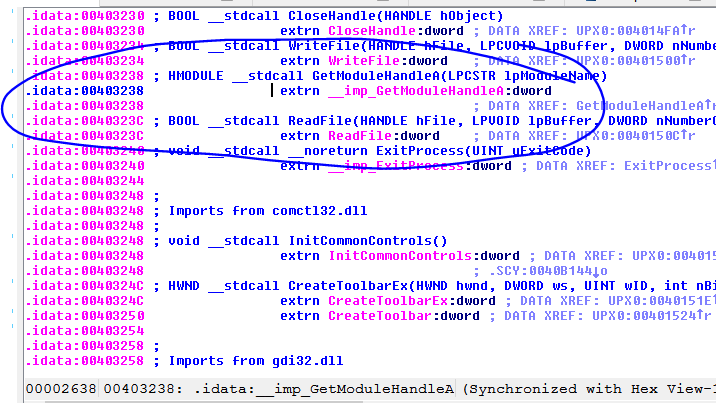 .idata:00403230 ; BOOL __stdcall CloseHandle(HANDLE hObject)
.idata:00403230 extrn CloseHandle:dword ; DATA XREF: UPX0:004014FA↑r
.idata:00403234 ; BOOL __stdcall WriteFile(HANDLE hFile, LPCVOID lpBuffer, DWORD nNumbe
.idata:00403234 extrn WriteFile:dword ; DATA XREF: UPX0:00401500↑r
.idata:00403238 ; HMODULE __stdcall GetModuleHandleA(LPCSTR lpModuleName)
.idata:00403238 extrn __imp_GetModuleHandleA:dword
.idata:00403238 ; DATA XREF: GetModuleHandleA↑r
.idata:0040323C ; BOOL __stdcall ReadFile(HANDLE hFile, LPVOID lpBuffer, DWORD nNumberO
.idata:0040323C extrn ReadFile:dword ; DATA XREF: UPX0:0040150C↑r
.idata:00403240 ; void __stdcall __noreturn ExitProcess(UINT uExitCode)
.idata:00403240 extrn __imp_ExitProcess:dword ; DATA XREF: ExitProcess↑
.idata:00403244
.idata:00403248 ;
.idata:00403248 ; Imports from comctl32.dll
.idata:00403248 ;
.idata:00403248 ; void __stdcall InitCommonControls()
.idata:00403248 extrn InitCommonControls:dword ; DATA XREF: UPX0:004015
.idata:00403248 ; .SCY:0040B144↓o
.idata:0040324C ; HWND __stdcall CreateToolbarEx(HWND hwnd, DWORD ws, UINT wID, int nBi
.idata:0040324C extrn CreateToolbarEx:dword ; DATA XREF: UPX0:0040151E↑
.idata:00403250 extrn CreateToolbar:dword ; DATA XREF: UPX0:00401524↑r
.idata:00403254
.idata:00403258 ;
.idata:00403258 ; Imports from gdi32.dll
00002638 00403238: .idata:__imp_GetModuleHandleA (Synchronized with Hex View-1